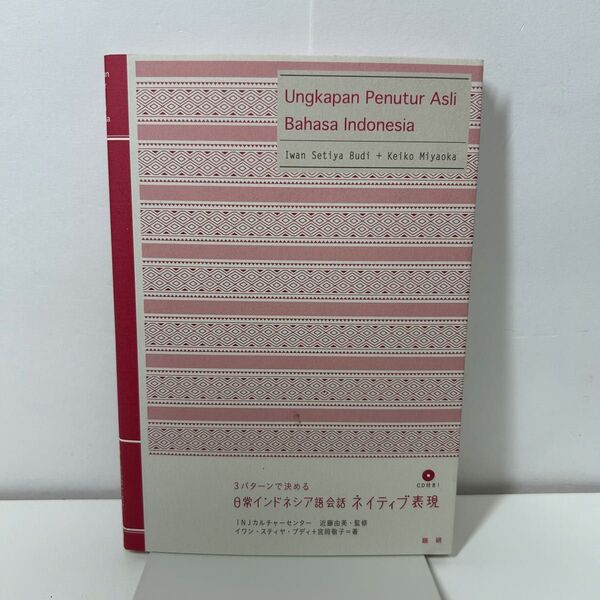 Ungkapan Penutur Asli
Bahasa Indonesia
Iwan Setiya Budi + Keiko Miyaoka
CD付き!
3パターンで決める
日常インドネシア語会話 ネイティブ表現
INJカルチャーセンター 近藤由美・監修
イワン・スティヤ・ブディ+宮岡敬子=著
語研